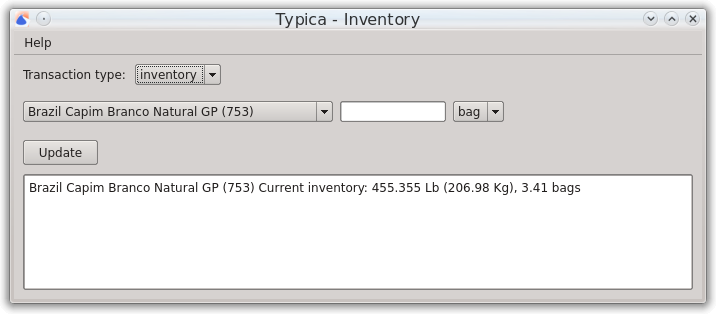 Typica - Inventory
Help
Transaction type: inventory
Brazil Capim Branco Natural GP (753) bag
Update
Brazil Capim Branco Natural GP (753) Current inventory: 455.355 Lb (206.98 Kg), 3.41 bags